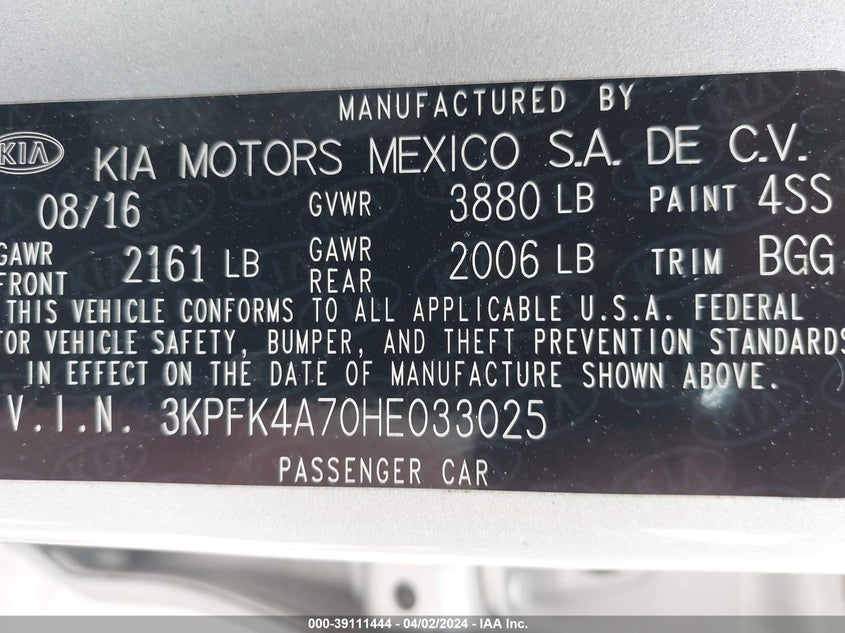 MANUFACTURED BY
KIA KIA MOTORS MEXICO S.A. DE C.V.
08/16 GVWR 3880 LB PAINT 4SS
GAWR FRONT 2161 LB GAWR REAR 2006 LB TRIM BGG
THIS VEHICLE CONFORMS TO ALL APPLICABLE U.S.A. FEDERAL
TOR VEHICLE SAFETY, BUMPER, AND THEFT PREVENTION STANDARDS
IN EFFECT ON THE DATE OF MANUFACTURE SHOWN ABOVE.
V.I.N. 3KPFK4A70HE033025
PASSENGER CAR
000-39111444 - 04/02/2024 - IAA Inc.